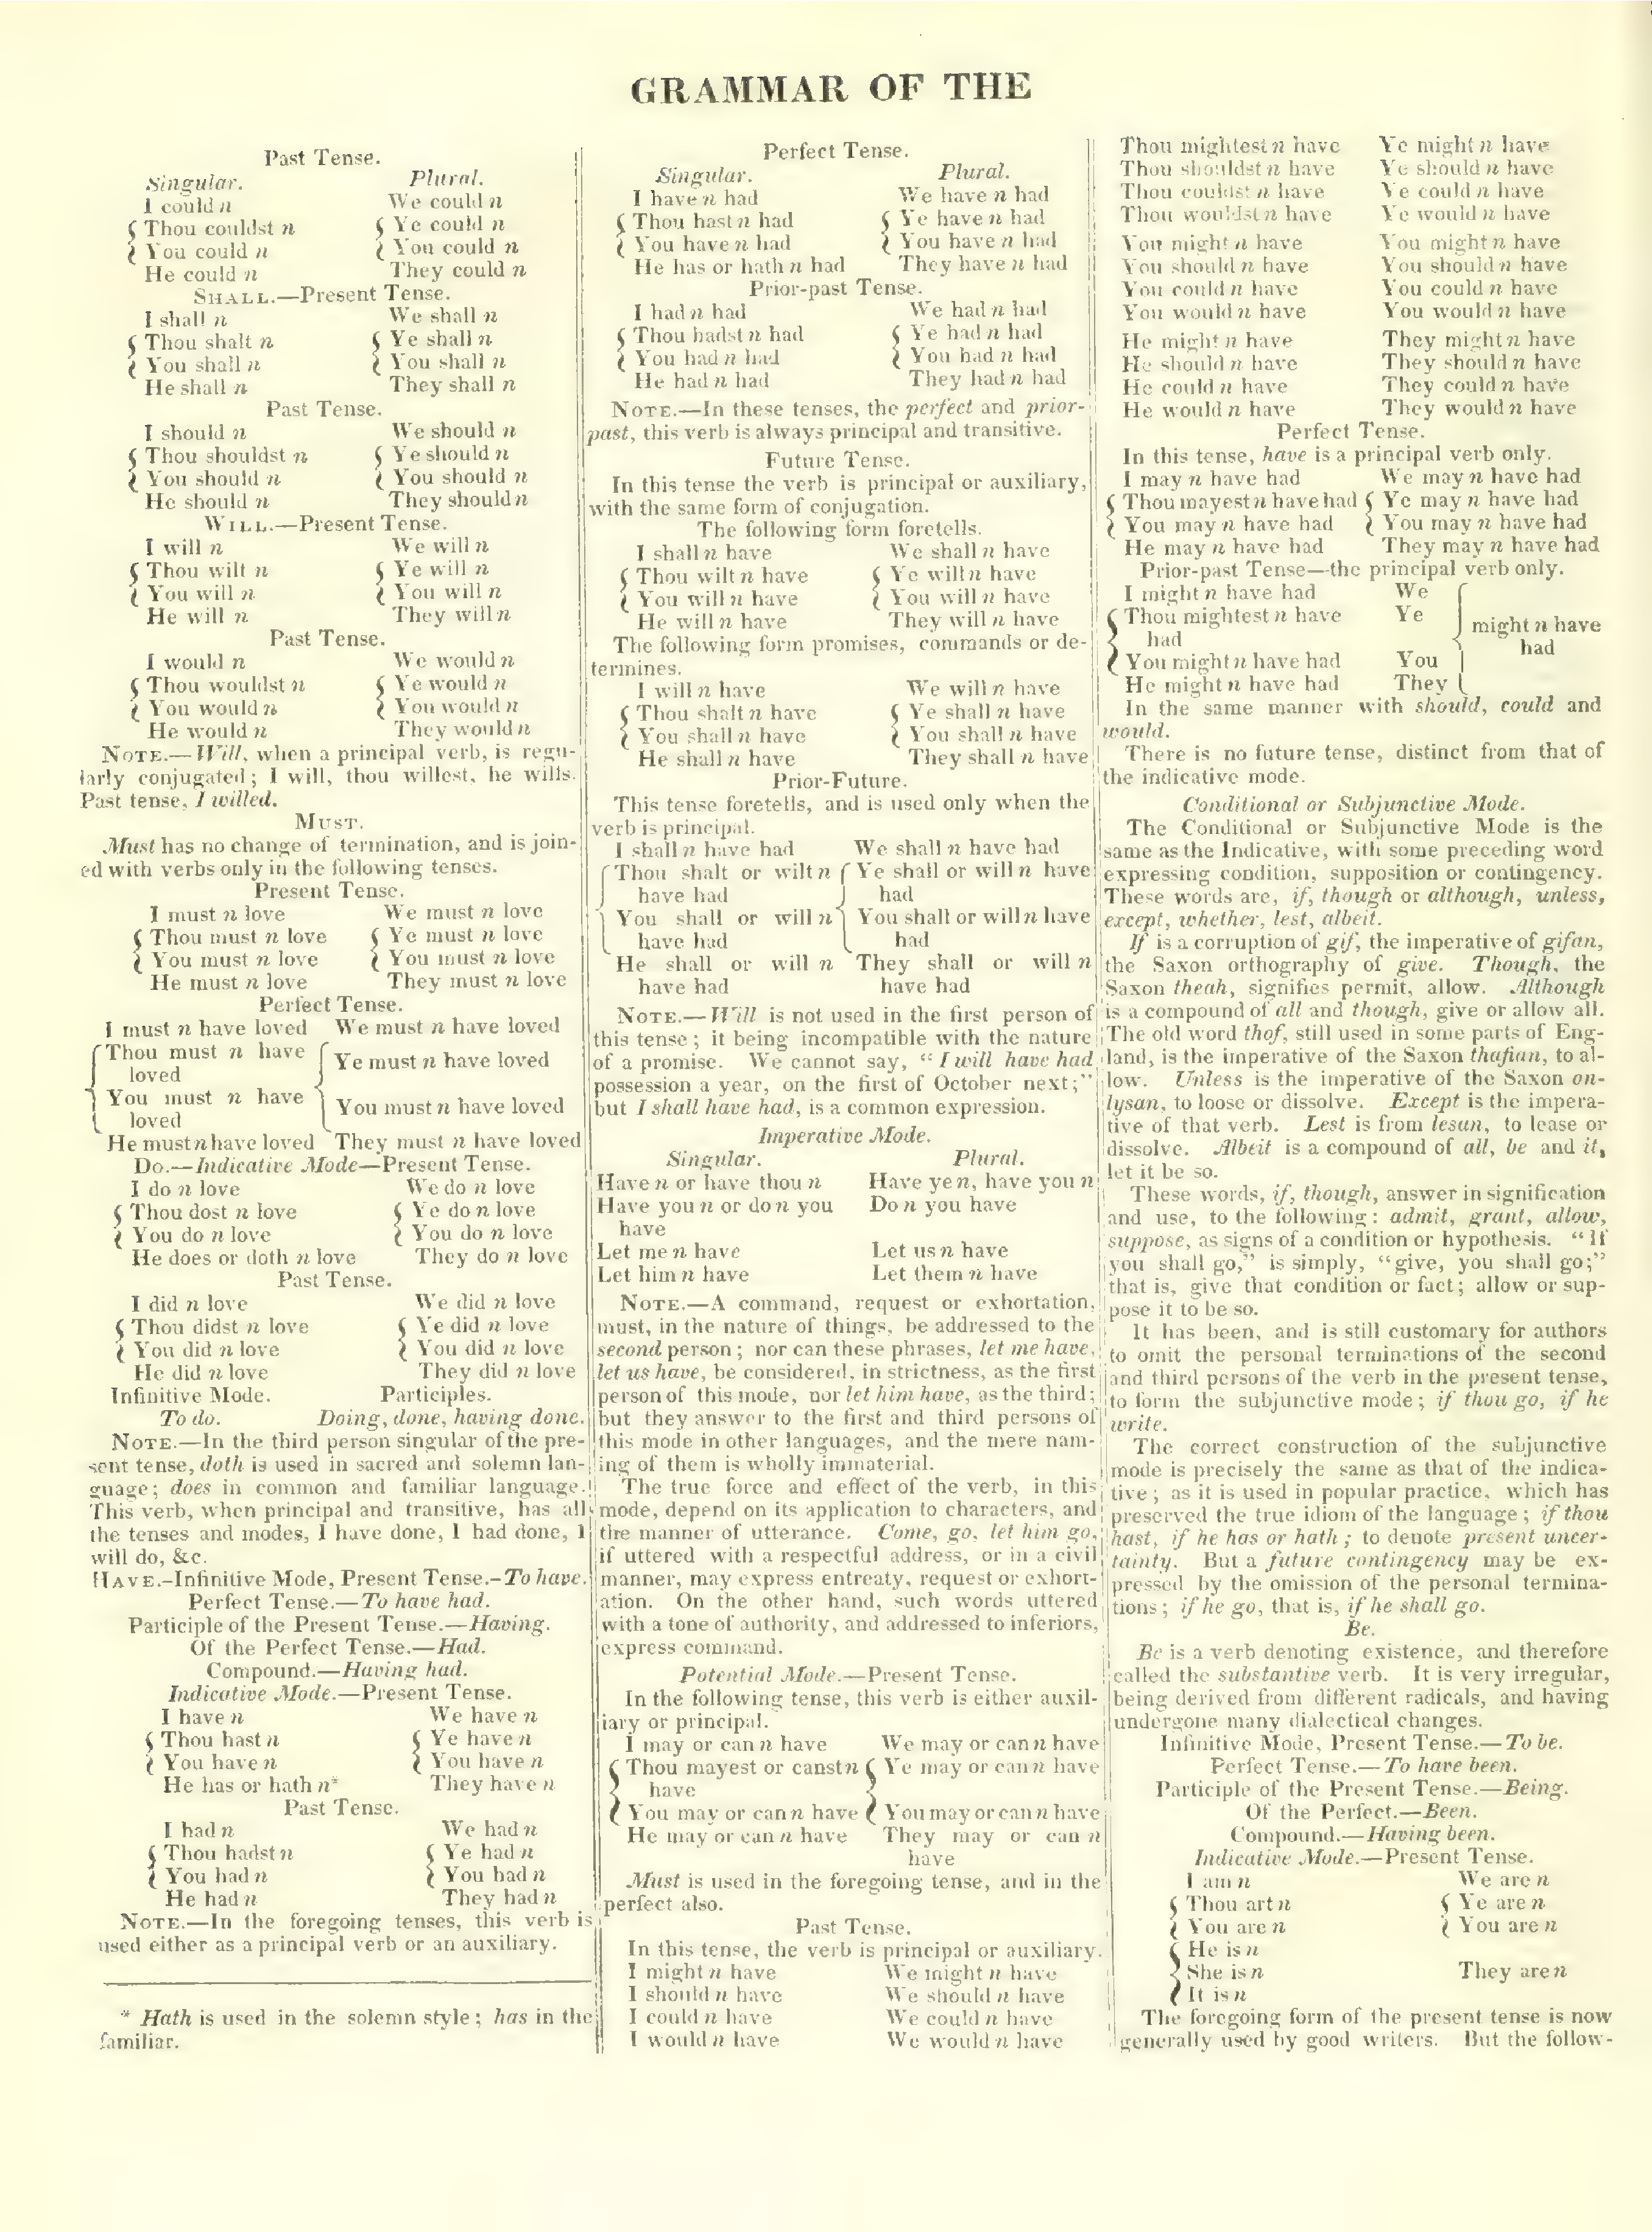 GRAMMAR OF THE
Past Tense.
Singular. Plural.
I could n We could n
Thou couldst n Ye could n
You could n You could n
He could n They could n
SHALL.—Present Tense.
I shall n We shall n
Thou shalt n Ye shall n
You shall n You shall n
He shall n They shall n
Past Tense.
I should n We should n
Thou shouldst n Ye should n
You should n You should n
He should n They should n
WILL.—Present Tense.
I will n We will n
Thou wilt n Ye will n
You will n You will n
He will n They will n
Past Tense.
I would n We would n
Thou wouldst n Ye would n
You would n You would n
He would n They would n
NOTE.—Will, when a principal verb, is regu-
larly conjugated; I will, thou willest, he wills.
Past tense, I willed.
MUST.
Must has no change of termination, and is join-
ed with verbs only in the following tenses.
Present Tense.
I must n love We must n love
Thou must n love Ye must n love
You must n love You must n love
He must n love They must n love
Perfect Tense.
I must n have loved We must n have loved
Thou must n have
loved Ye must n have loved
You must n have
loved You must n have loved
He must n have loved They must n have loved
Do.—Indicative Mode—Present Tense.
I do n love We do n love
Thou dost n love Ye do n love
You do n love You do n love
He does or doth n love They do n love
Past Tense.
I did n love We did n love
Thou didst n love Ye did n love
You did n love You did n love
He did n love They did n love
Infinitive Mode. Participles.
To do. Doing, done, having done.
NOTE.—In the third person singular of the pre-
sent tense, doth is used in sacred and solemn lan-
guage; does in common and familiar language.
This verb, when principal and transitive, has all
the tenses and modes, I have done, I had done, I
will do, &c.
HAVE.-Infinitive Mode, Present Tense.-To have.
Perfect Tense.—To have had.
Participle of the Present Tense.—Having.
Of the Perfect Tense.—Had.
Compound.—Having had.
Indicative Mode.—Present Tense.
I have n We have n
Thou hast n Ye have n
You have n You have n
He has or hath n* They have n
Past Tense.
I had n We had n
Thou hadst n Ye had n
You had n You had n
He had n They had n
NOTE.—In the foregoing tenses, this verb is
used either as a principal verb or an auxiliary.
* Hath is used in the solemn style; has in the
familiar.
Perfect Tense.
Singular. Plural.
I have n had We have n had
Thou hast n had Ye have n had
You have n had You have n had
He has or hath n had They have n had
Prior-past Tense.
I had n had We had n had
Thou hadst n had Ye had n had
You had n had You had n had
He had n had They had n had
NOTE.—In these tenses, the perfect and prior-
past, this verb is always principal and transitive.
Future Tense.
In this tense the verb is principal or auxiliary,
with the same form of conjugation.
The following form foretells.
I shall n have We shall n have
Thou wilt n have Ye will n have
You will n have You will n have
He will n have They will n have
The following form promises, commands or de-
termines.
I will n have We will n have
Thou shalt n have Ye shall n have
You shall n have You shall n have
He shall n have They shall n have
Prior-Future.
This tense foretells, and is used only when the
verb is principal.
I shall n have had We shall n have had
Thou shalt or wilt n Ye shall or will n have
have had had
You shall or will n You shall or will n have
have had had
He shall or will n They shall or will n
have had have had
NOTE.—Will is not used in the first person of
this tense; it being incompatible with the nature
of a promise. We cannot say, "I will have had
possession a year, on the first of October next;"
but I shall have had, is a common expression.
Imperative Mode.
Singular. Plural.
Have n or have thou n Have ye n, have you n
Have you n or do n you Do n you have
have
Let me n have Let us n have
Let him n have Let them n have
NOTE.—A command, request or exhortation,
must, in the nature of things, be addressed to the
second person; nor can these phrases, let me have,
let us have, be considered, in strictness, as the first
person of this mode, nor let him have, as the third;
but they answer to the first and third persons of
this mode in other languages, and the mere nam-
ing of them is wholly immaterial.
The true force and effect of the verb, in this
mode, depend on its application to characters, and
the manner of utterance. Come, go, let him go,
if uttered with a respectful address, or in a civil
manner, may express entreaty, request or exhort-
ation. On the other hand, such words uttered
with a tone of authority, and addressed to inferiors,
express command.
Potential Mode.—Present Tense.
In the following tense, this verb is either auxil-
iary or principal.
I may or can n have We may or can n have
Thou mayest or canst n Ye may or can n have
have
You may or can n have You may or can n have
He may or can n have They may or can n
have
Must is used in the foregoing tense, and in the
perfect also.
Past Tense.
In this tense, the verb is principal or auxiliary.
I might n have We might n have
I should n have We should n have
I could n have We could n have
I would n have We would n have
Thou mightest n have Ye might n have
Thou shouldst n have Ye should n have
Thou couldst n have Ye could n have
Thou wouldst n have Ye would n have
You might n have You might n have
You should n have You should n have
You could n have You could n have
You would n have You would n have
He might n have They might n have
He should n have They should n have
He could n have They could n have
He would n have They would n have
Perfect Tense.
In this tense, have is a principal verb only.
I may n have had We may n have had
Thou mayest n have had Ye may n have had
You may n have had You may n have had
He may n have had They may n have had
Prior-past Tense—the principal verb only.
I might n have had We
Thou mightest n have Ye might n have
had had
You might n have had You
He might n have had They
In the same manner with should, could and
would.
There is no future tense, distinct from that of
the indicative mode.
Conditional or Subjunctive Mode.
The Conditional or Subjunctive Mode is the
same as the Indicative, with some preceding word
expressing condition, supposition or contingency.
These words are, if, though or although, unless,
except, whether, lest, albeit.
If is a corruption of gif, the imperative of gifan,
the Saxon orthography of give. Though, the
Saxon theah, signifies permit, allow. Although
is a compound of all and though, give or allow all.
The old word thof, still used in some parts of Eng-
land, is the imperative of the Saxon thafian, to al-
low. Unless is the imperative of the Saxon on-
lysan, to loose or dissolve. Except is the impera-
tive of that verb. Lest is from lesan, to lease or
dissolve. Albeit is a compound of all, be and it,
let it be so.
These words, if, though, answer in signification
and use, to the following: admit, grant, allow,
suppose, as signs of a condition or hypothesis. "If
you shall go," is simply, "give, you shall go;"
that is, give that condition or fact; allow or sup-
pose it to be so.
It has been, and is still customary for authors
to omit the personal terminations of the second
and third persons of the verb in the present tense,
to form the subjunctive mode; if thou go, if he
write.
The correct construction of the subjunctive
mode is precisely the same as that of the indica-
tive; as it is used in popular practice, which has
preserved the true idiom of the language; if thou
hast, if he has or hath; to denote present uncer-
tainty. But a future contingency may be ex-
pressed by the omission of the personal termina-
tions; if he go, that is, if he shall go.
Be.
Be is a verb denoting existence, and therefore
called the substantive verb. It is very irregular,
being derived from different radicals, and having
undergone many dialectical changes.
Infinitive Mode, Present Tense.—To be.
Perfect Tense.—To have been.
Participle of the Present Tense.—Being.
Of the Perfect.—Been.
Compound.—Having been.
Indicative Mode.—Present Tense.
I am n We are n
Thou art n Ye are n
You are n You are n
He is n
She is n They are n
It is n
The foregoing form of the present tense is now
generally used by good writers. But the follow-